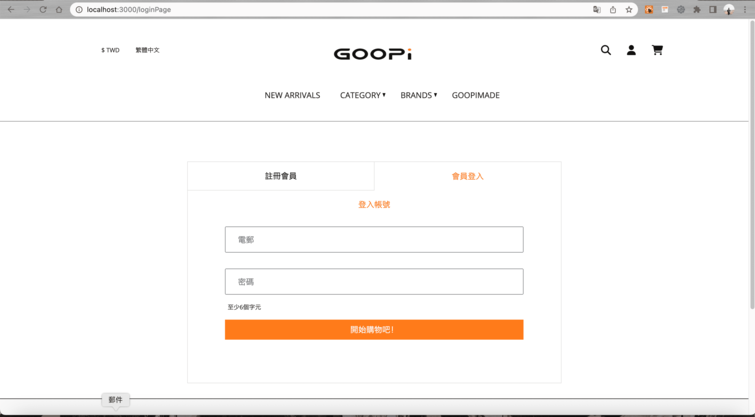 localhost:3000/loginPage
$ TWD
繁體中文
GOOPi
NEW ARRIVALS
CATEGORY ▾
BRANDS ▾
GOOPIMADE
註冊會員
會員登入
登入帳號
電郵
密碼
至少6個字元
開始購物吧!
郵件